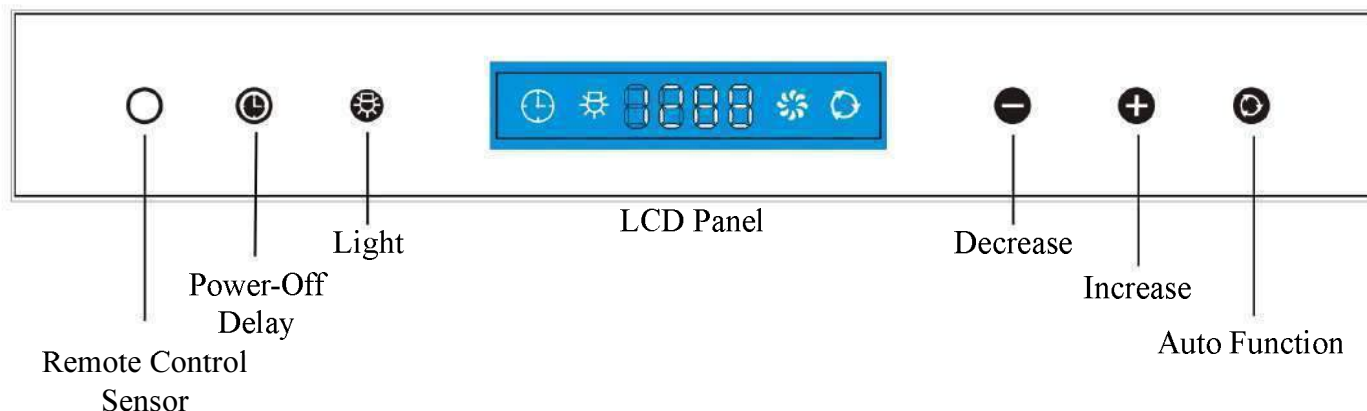 LCD Panel
Light
Decrease
Power-Off
Delay
Increase
Auto Function
Remote Control
Sensor